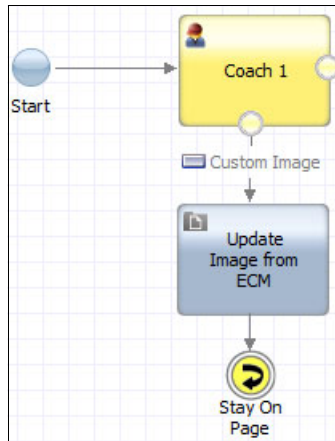 Coach 1
Start
Custom Image
Update
Image from
ECM
Stay On
Page